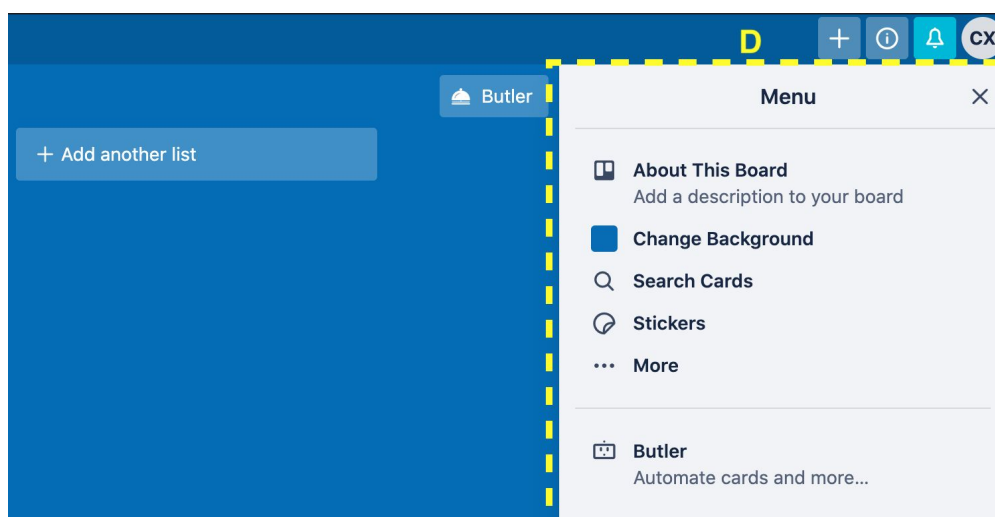 D
CX
Butler
Menu
+ Add another list
About This Board
Add a description to your board
Change Background
Search Cards
Stickers
More
Butler
Automate cards and more...